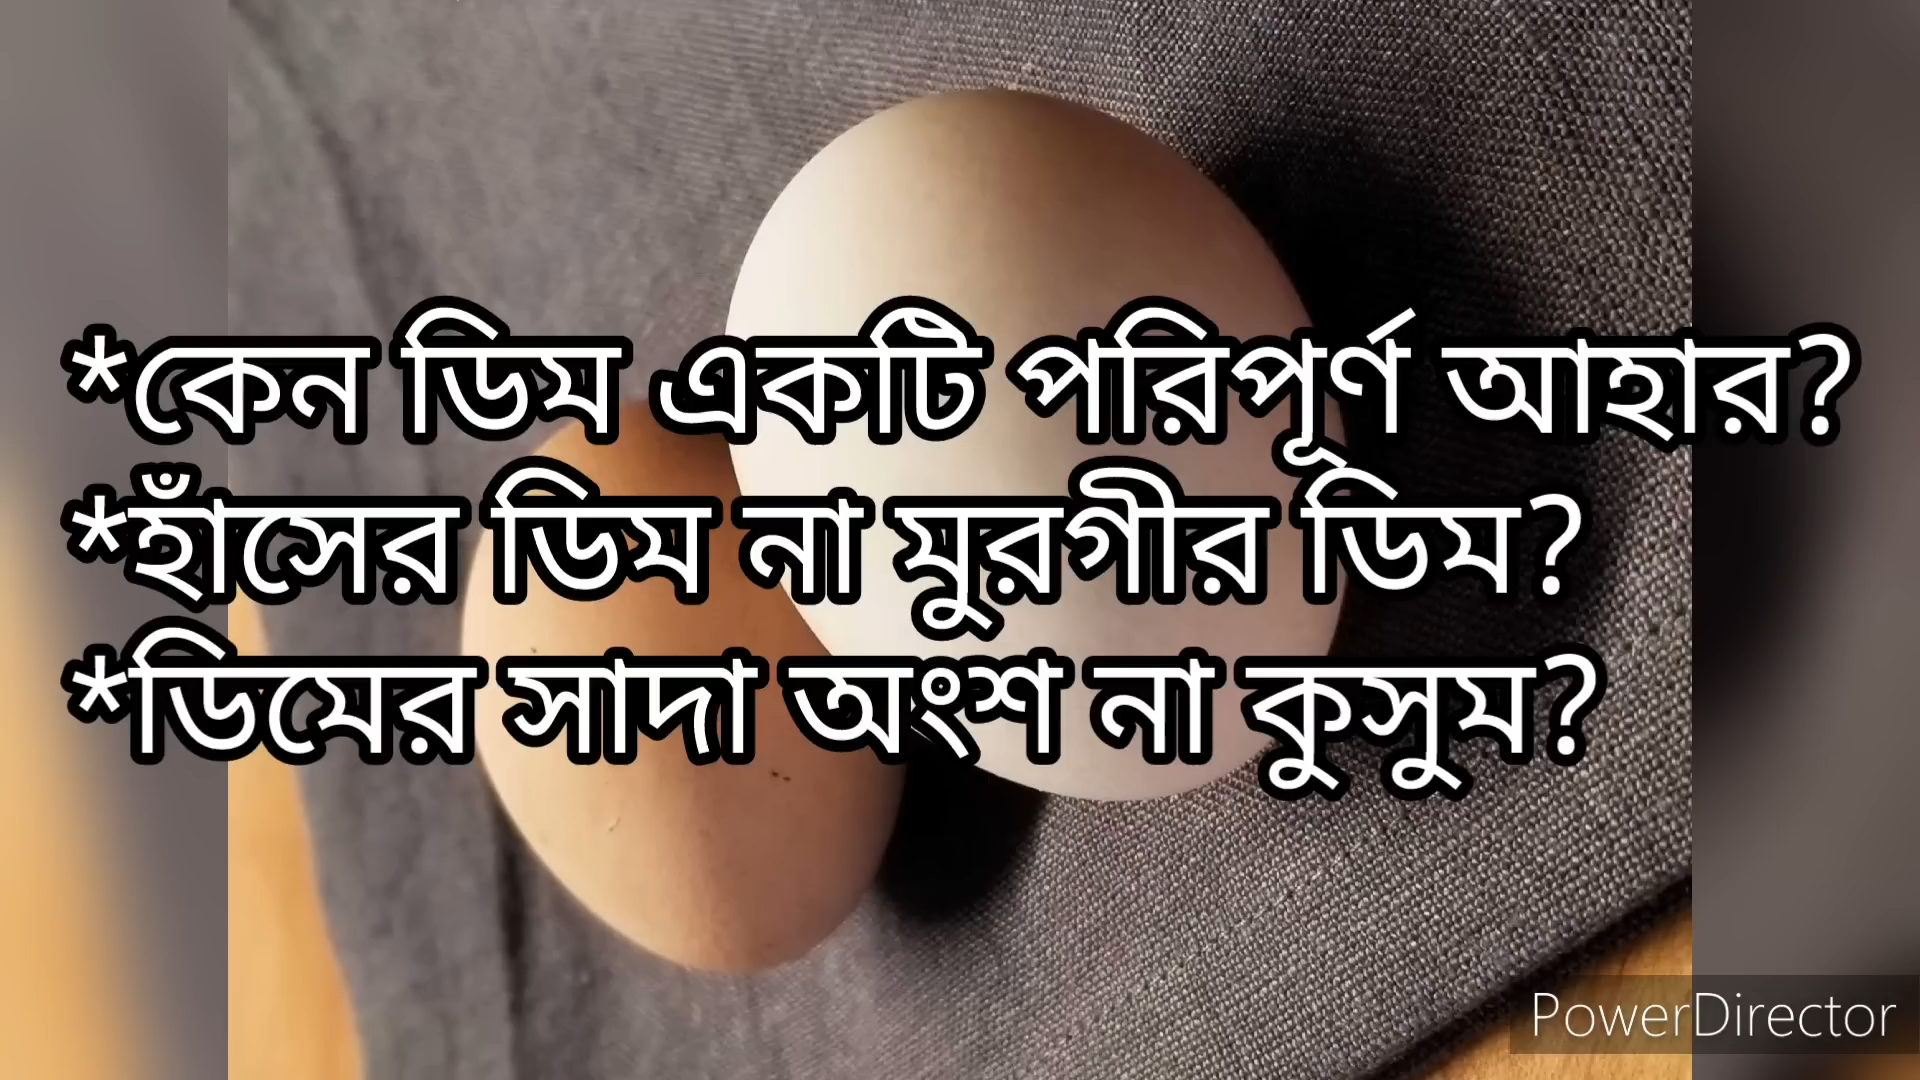 *কেন ডিম একটি পরিপূর্ণ আহার?
*হাঁসের ডিম না মুরগীর ডিম?
*ডিমের সাদা অংশ না কুসুম?
PowerDirector